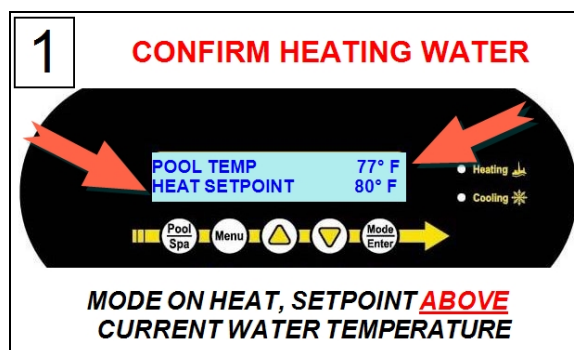 1
CONFIRM HEATING WATER
POOL TEMP 77° F
HEAT SETPOINT 80° F
Heating
Cooling
Pool
Spa
Menu
Mode
Enter
MODE ON HEAT, SETPOINT ABOVE
CURRENT WATER TEMPERATURE